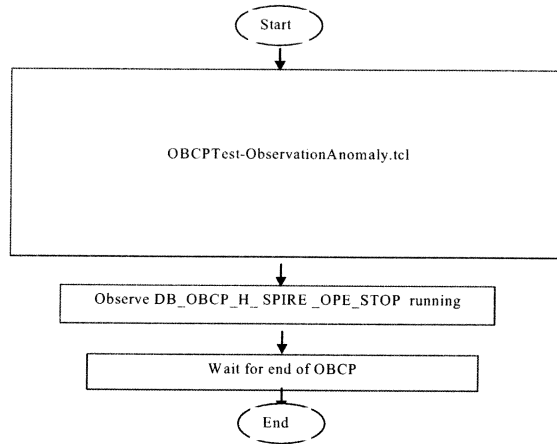 Start
OBCPTest-ObservationAnomaly.tcl
Observe DB_OBCP_H_ SPIRE _OPE_STOP running
Wait for end of OBCP
End